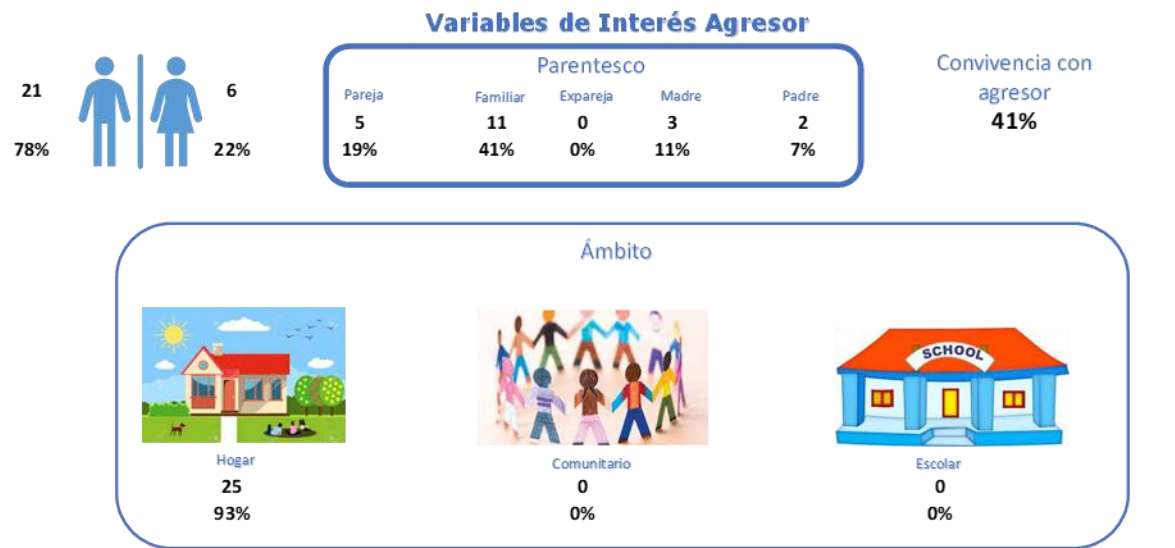 Variables de Interés Agresor
21
78%
6
22%
Parentesco
Pareja Familiar Expareja Madre Padre
5 11 0 3 2
19% 41% 0% 11% 7%
Convivencia con
agresor
41%
Ámbito
SCHOOL
Hogar Comunitario Escolar
25 0 0
93% 0% 0%